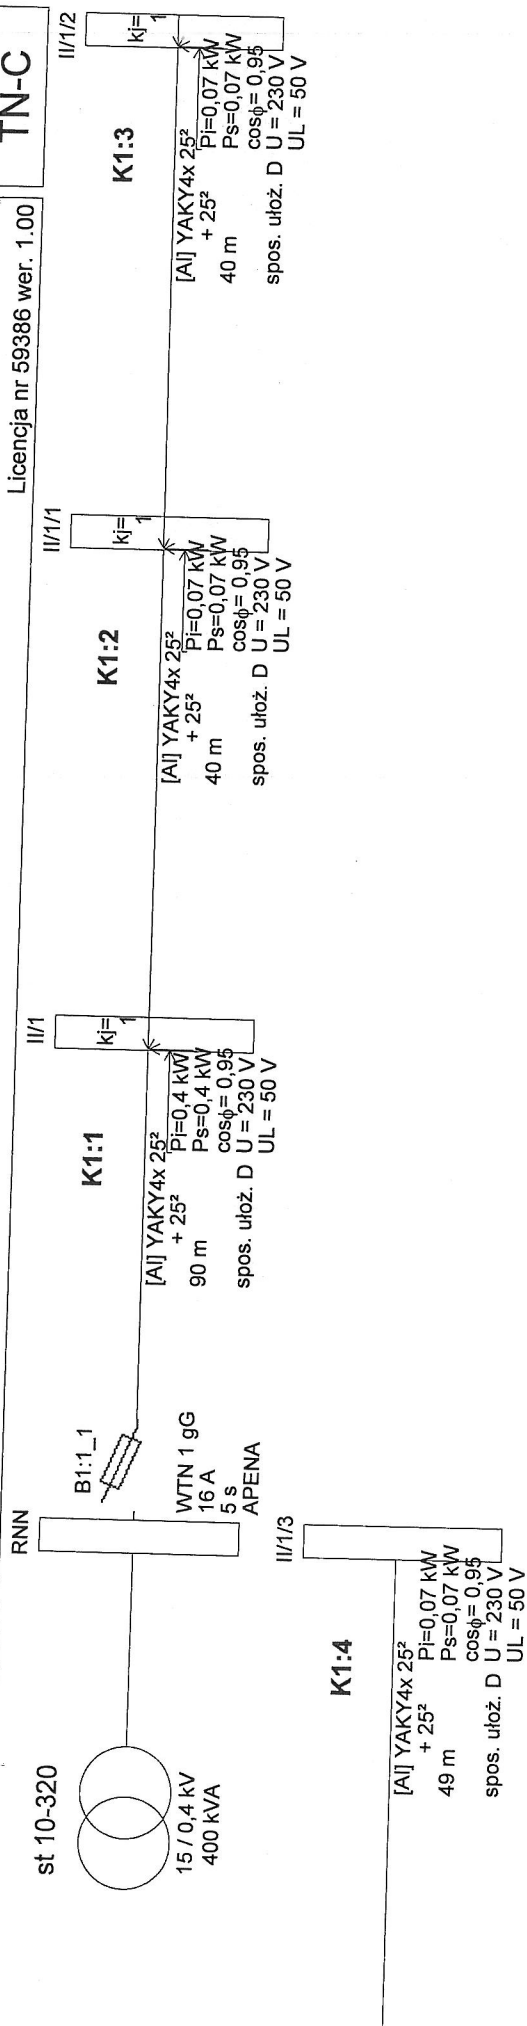 TN-C
Licencja nr 59386 wer. 1.00
st 10-320
15 / 0,4 kV
400 kVA
RNN
B1:1_1
WTN 1 gG
16 A
5 s
APENA
K1:1
[Al] YAKY4x 25²
+ 25²
90 m
spos. ułoż. D
II/1
kj=
1
Pi=0,4 kW
Ps=0,4 kW
cosϕ= 0,95
U = 230 V
UL = 50 V
K1:2
[Al] YAKY4x 25²
+ 25²
40 m
spos. ułoż. D
II/1/1
kj=
1
Pi=0,07 kW
Ps=0,07 kW
cosϕ= 0,95
U = 230 V
UL = 50 V
K1:3
[Al] YAKY4x 25²
+ 25²
40 m
spos. ułoż. D
II/1/2
kj=
1
Pi=0,07 kW
Ps=0,07 kW
cosϕ= 0,95
U = 230 V
UL = 50 V
K1:4
[Al] YAKY4x 25²
+ 25²
49 m
spos. ułoż. D
II/1/3
Pi=0,07 kW
Ps=0,07 kW
cosϕ= 0,95
U = 230 V
UL = 50 V